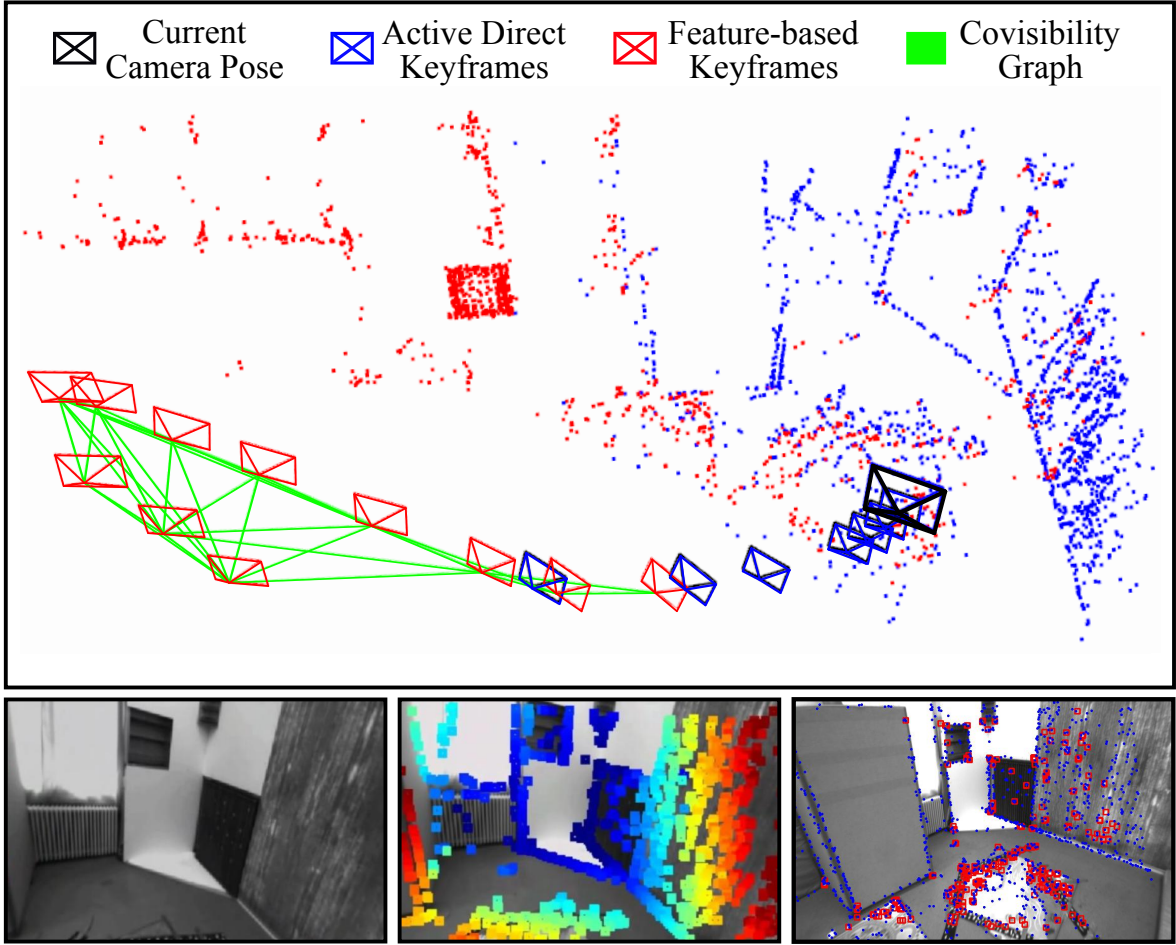 Current
Camera Pose
Active Direct
Keyframes
Feature-based
Keyframes
Covisibility
Graph